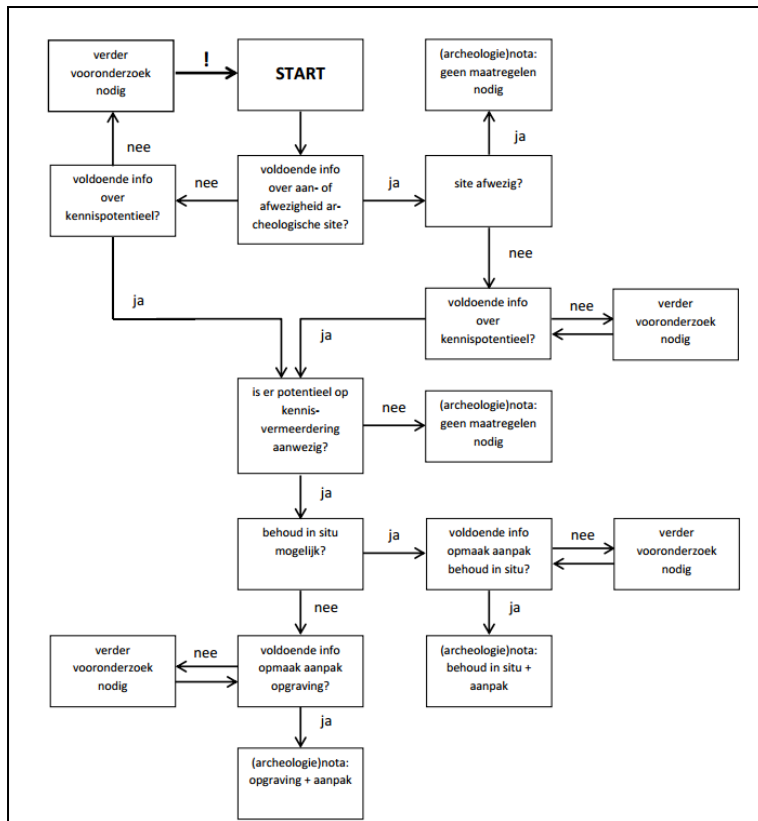 verder
vooronderzoek
nodig
!
START
(archeologie)nota:
geen maatregelen
nodig
nee
ja
voldoende info
over
kennispotentieel?
nee
voldoende info
over aan- of
afwezigheid ar-
cheologische site?
ja
site afwezig?
nee
ja
voldoende info
over
kennispotentieel?
nee
verder
vooronderzoek
nodig
ja
is er potentieel op
kennis-
vermeerdering
aanwezig?
nee
(archeologie)nota:
geen maatregelen
nodig
ja
behoud in situ
mogelijk?
ja
voldoende info
opmaak aanpak
behoud in situ?
nee
verder
vooronderzoek
nodig
nee
ja
verder
vooronderzoek
nodig
nee
voldoende info
opmaak aanpak
opgraving?
(archeologie)nota:
behoud in situ +
aanpak
ja
(archeologie)nota:
opgraving + aanpak